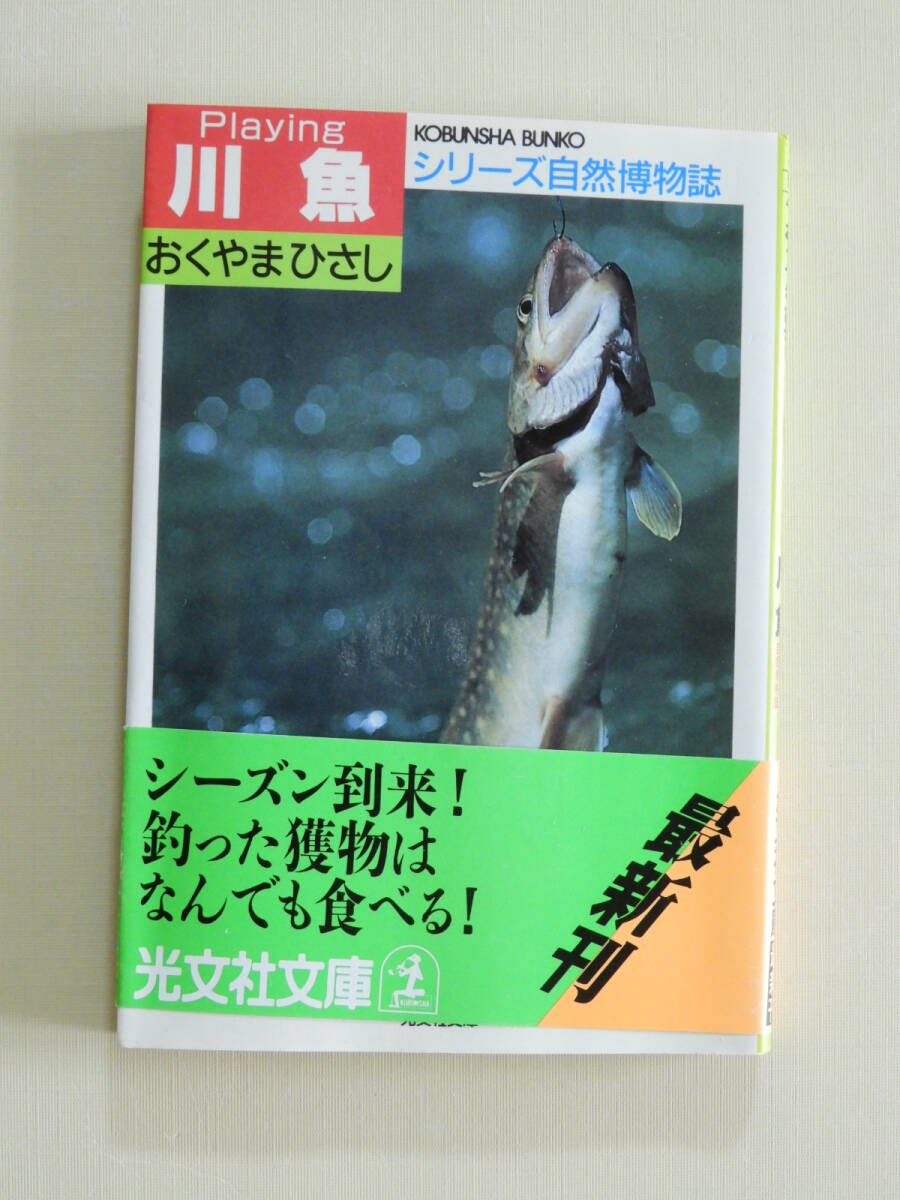 Playing
川魚
おくやまひさし
KOBUNSHA BUNKO
シリーズ自然博物誌
シーズン到来！
釣った獲物は
なんでも食べる！
最新刊
光文社文庫
KOBUNSHA